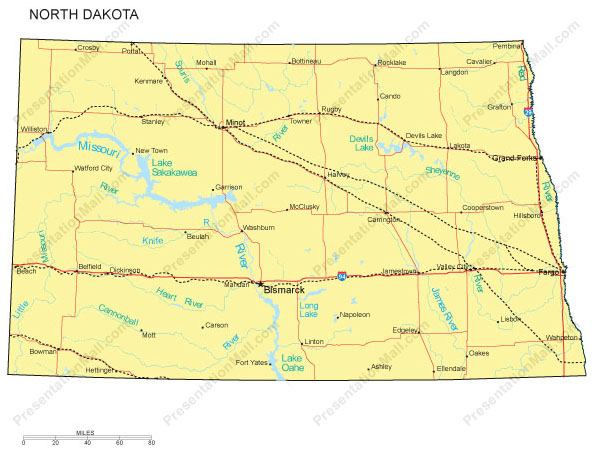 NORTH DAKOTA
Pembina
Crosby
Portal
Souris
Mohall
Bottineau
Rocklake
Langdon
Cavalier
Red
Kenmare
Cando
Grafton
29
Williston
Stanley
Minot
Towner
Rugby
River
Devils
Lake
Devils Lake
Lakota
Grand Forks
Missouri
New Town
Lake
Sakakawea
Watford City
River
Harvey
Sheyenne
River
Garrison
McClusky
Carrington
Cooperstown
Hillsboro
R.
Washburn
Beulah
Knife
River
Missouri
Beach
Belfield
Dickinson
Mandan
Bismarck
94
Jamestown
Valley City
Fargo
River
Little
Heart River
Cannonball
Long
Lake
Napoleon
James River
Lisbon
Carson
Mott
River
Edgeley
Wahpeton
Bowman
Linton
Oakes
Fort Yates
Lake
Oahe
Hettinger
Ashley
Ellendale
MILES
0 20 40 60 80
PresentationMall.com